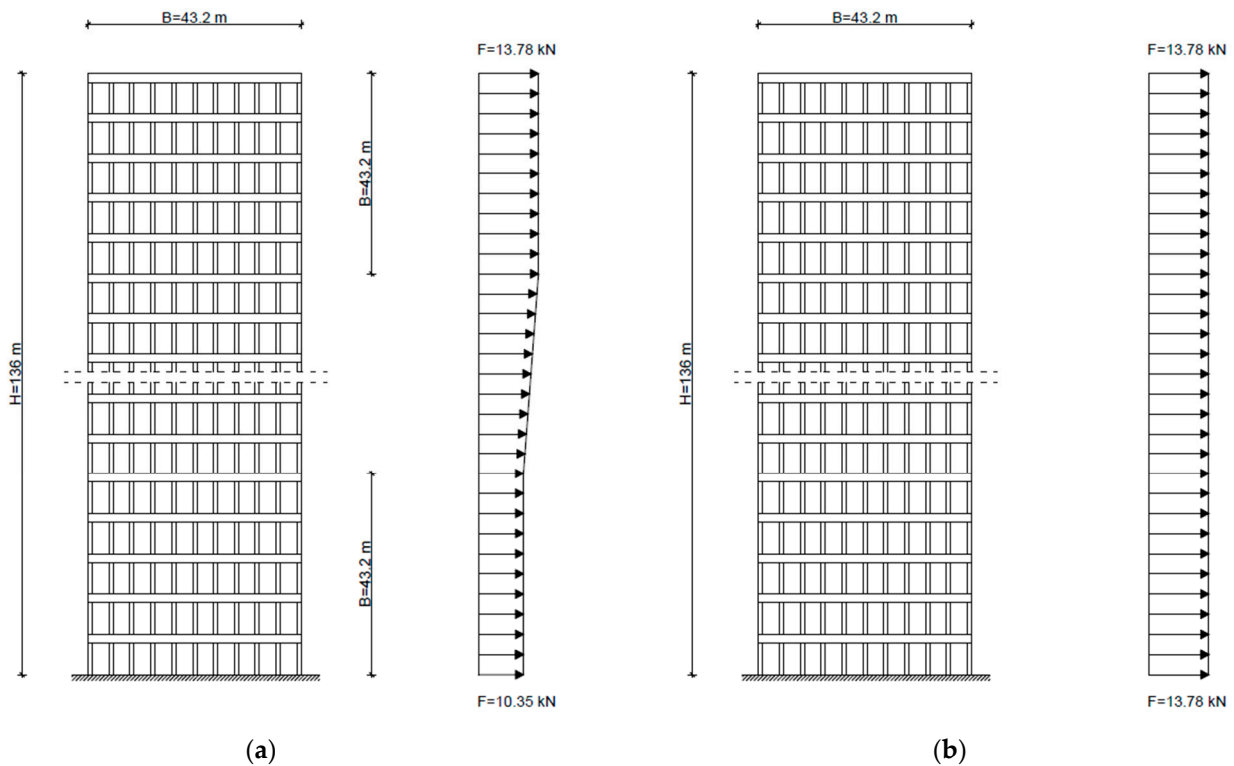 B=43.2 m
F=13.78 kN
H=136 m
B=43.2 m
B=43.2 m
F=10.35 kN
(a)
B=43.2 m
F=13.78 kN
H=136 m
F=13.78 kN
(b)